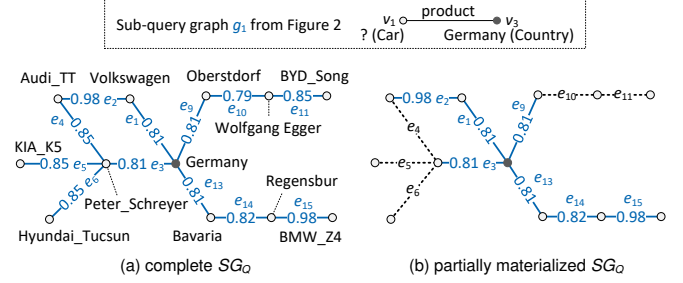 Sub-query graph g1 from Figure 2
v1 product v3
? (Car) Germany (Country)
Audi_TT Volkswagen Oberstdorf BYD_Song
0.98 e2 0.79 0.85
e10 e11
e4 0.85 e1 0.81 e9 0.81
Wolfgang Egger
KIA_K5
0.85 e5 0.81 e3 Germany
e6 0.85
Peter_Schreyer
e13 0.81
Regensbur
e14 e15
0.82 0.98
Hyundai_Tucsun Bavaria BMW_Z4
(a) complete SGQ
0.98 e2 e10 e11
e4 e1 0.81 e9 0.81
e5 0.81 e3
e6 e13 0.81
e14 e15
0.82 0.98
(b) partially materialized SGQ